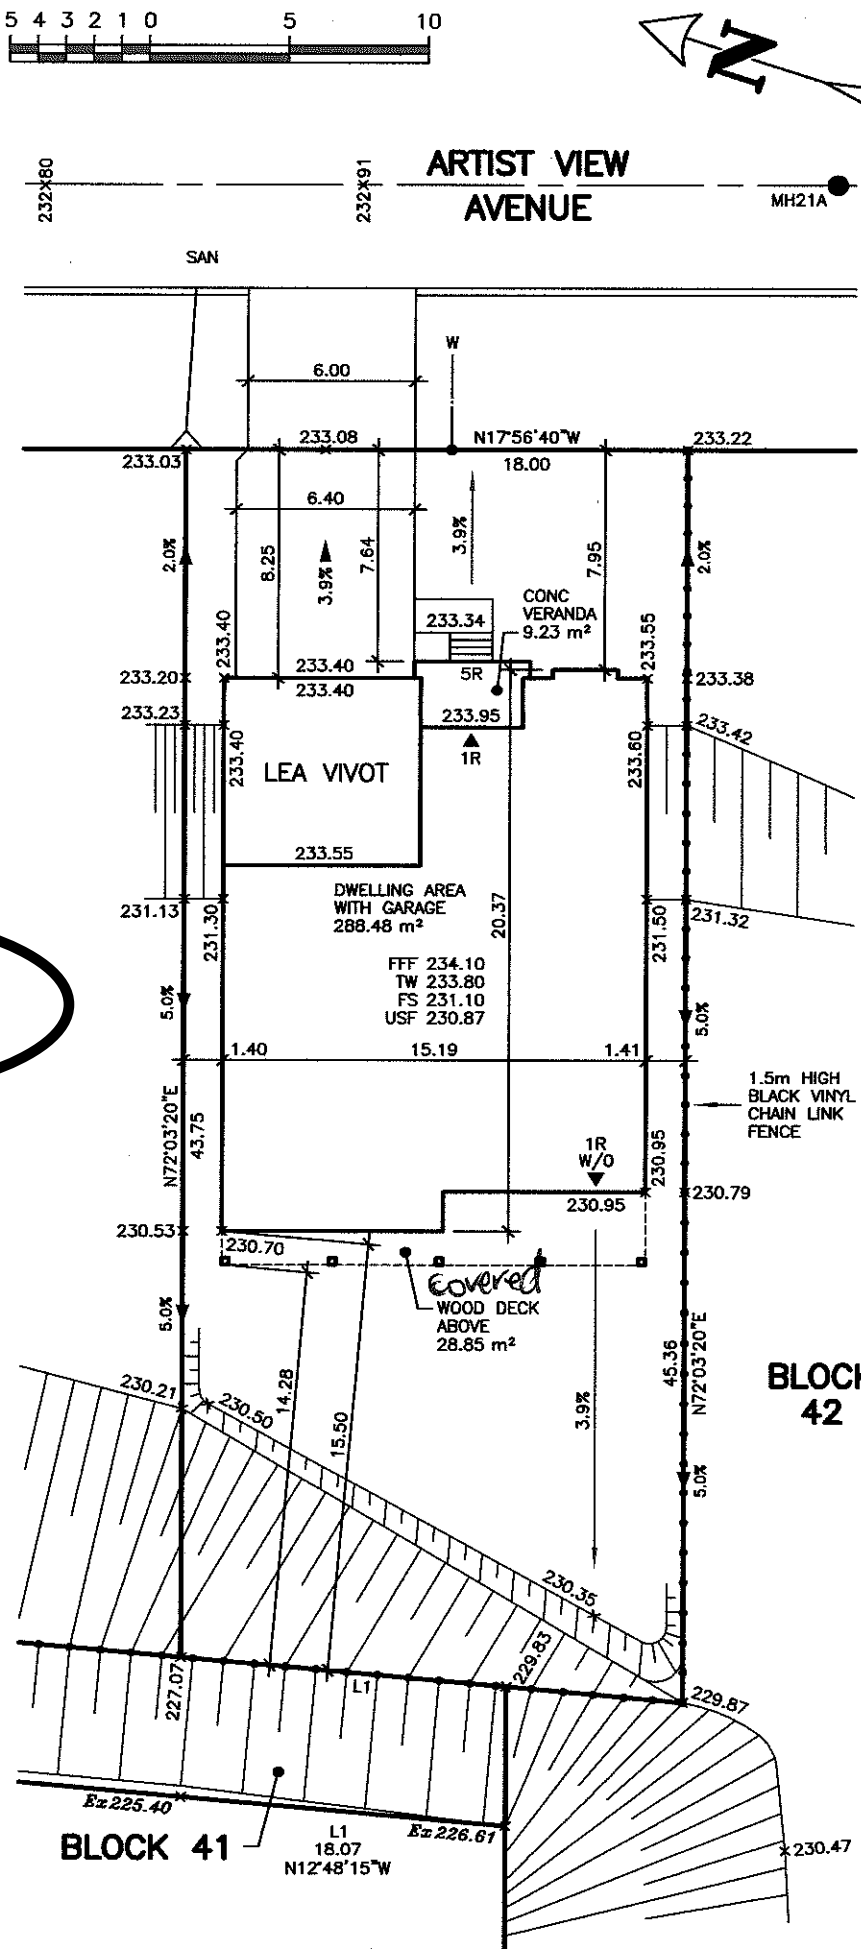 5 4 3 2 1 0 5 10
N
ARTIST VIEW
AVENUE
232x80
232x91
MH21A
SAN
W
6.00
233.03
233.08
N17°56'40"W
233.22
18.00
6.40
2.0%
8.25
3.9%
7.64
3.9%
7.95
2.0%
CONC
VERANDA
9.23 m²
233.34
233.40
233.55
233.20
233.40
5R
233.38
233.40
233.23
233.40
233.95
233.60
233.42
1R
LEA VIVOT
233.55
DWELLING AREA
WITH GARAGE
288.48 m²
20.37
231.13
231.30
231.50
231.32
FFF 234.10
TW 233.80
FS 231.10
USF 230.87
5.0%
5.0%
1.40
15.19
1.41
1.5m HIGH
BLACK VINYL
CHAIN LINK
FENCE
N72°03'20"E
43.75
1R
W/O
230.95
230.95
230.79
230.53
230.70
covered
WOOD DECK
ABOVE
28.85 m²
5.0%
14.28
15.50
3.9%
45.36
N72°03'20"E
BLOCK
42
230.21
230.50
5.0%
230.35
229.83
227.07
L1
229.87
Ex225.40
Ex226.61
BLOCK 41
L1
18.07
N12°48'15"W
230.47